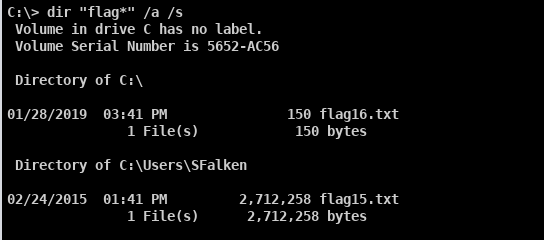 C:\> dir "flag*" /a /s
Volume in drive C has no label.
Volume Serial Number is 5652-AC56
Directory of C:\
01/28/2019  03:41 PM               150 flag16.txt
1 File(s)            150 bytes
Directory of C:\Users\SFalken
02/24/2015  01:41 PM         2,712,258 flag15.txt
1 File(s)      2,712,258 bytes